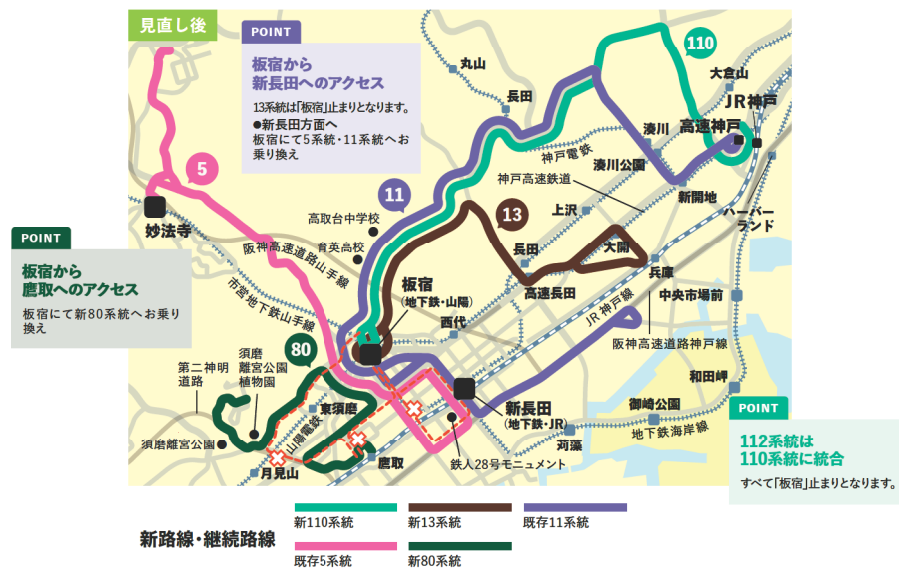 見直し後
POINT
板宿から
新長田へのアクセス
13系統は「板宿」止まりとなります。
●新長田方面へ
板宿にて5系統・11系統へお
乗り換え
丸山
長田
110
大倉山
JR神戸
高速神戸
湊川
湊川公園
神戸電鉄
神戸高速鉄道
新開地
ハーバー
ランド
5
妙法寺
11
高取台中学校
育英高校
13
上沢
長田
大開
高速長田
兵庫
阪神高速道路山手線
市営地下鉄山手線
板宿
(地下鉄・山陽)
西代
JR神戸線
中央市場前
阪神高速道路神戸線
POINT
板宿から
鷹取へのアクセス
板宿にて新80系統へお乗り
換え
80
第二神明
道路
須磨
離宮公園
植物園
東須磨
山陽電鉄
須磨離宮公園
月見山
鷹取
新長田
(地下鉄・JR)
鉄人28号モニュメント
苅藻
御崎公園
地下鉄海岸線
和田岬
POINT
112系統は
110系統に統合
すべて「板宿」止まりとなります。
新路線・継続路線
新110系統
新13系統
既存11系統
既存5系統
新80系統